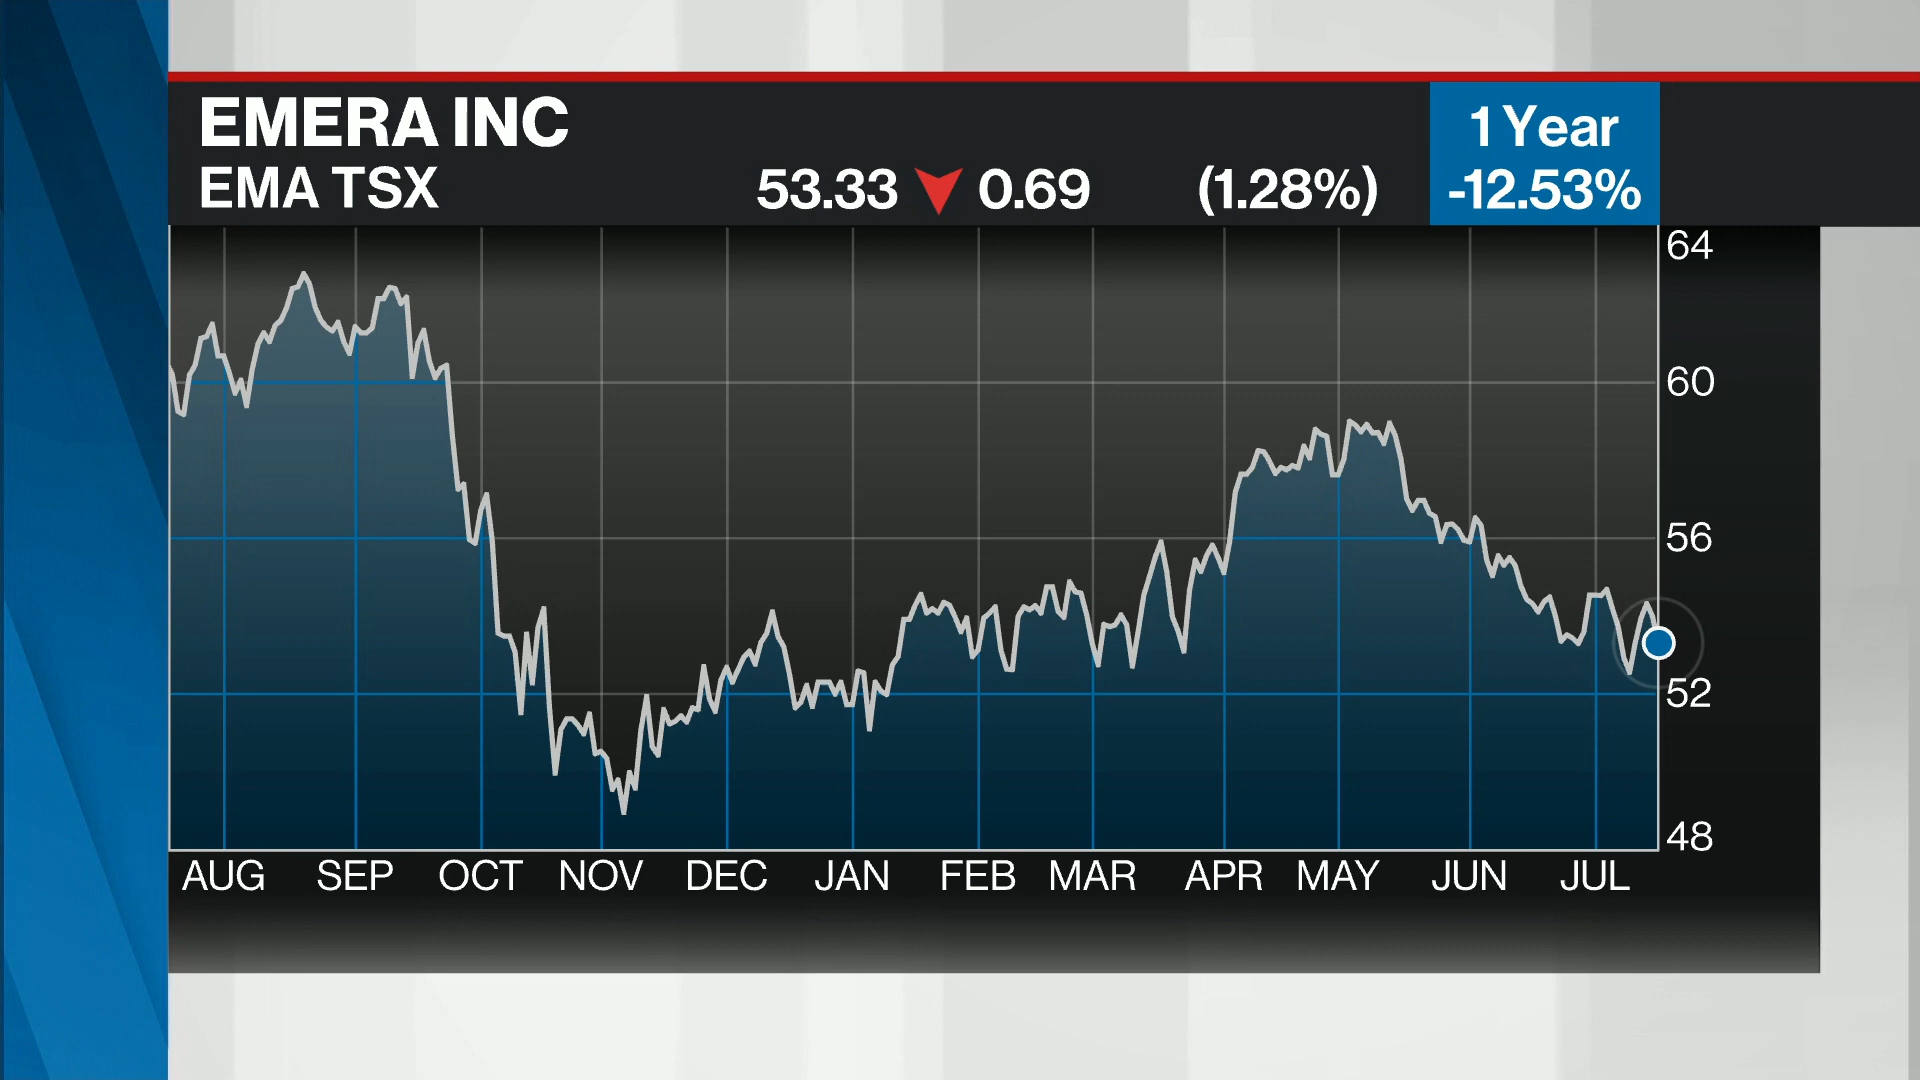 EMERA INC
EMA TSX 53.33 0.69 (1.28%)
1 Year
-12.53%
64
60
56
52
48
AUG SEP OCT NOV DEC JAN FEB MAR APR MAY JUN JUL